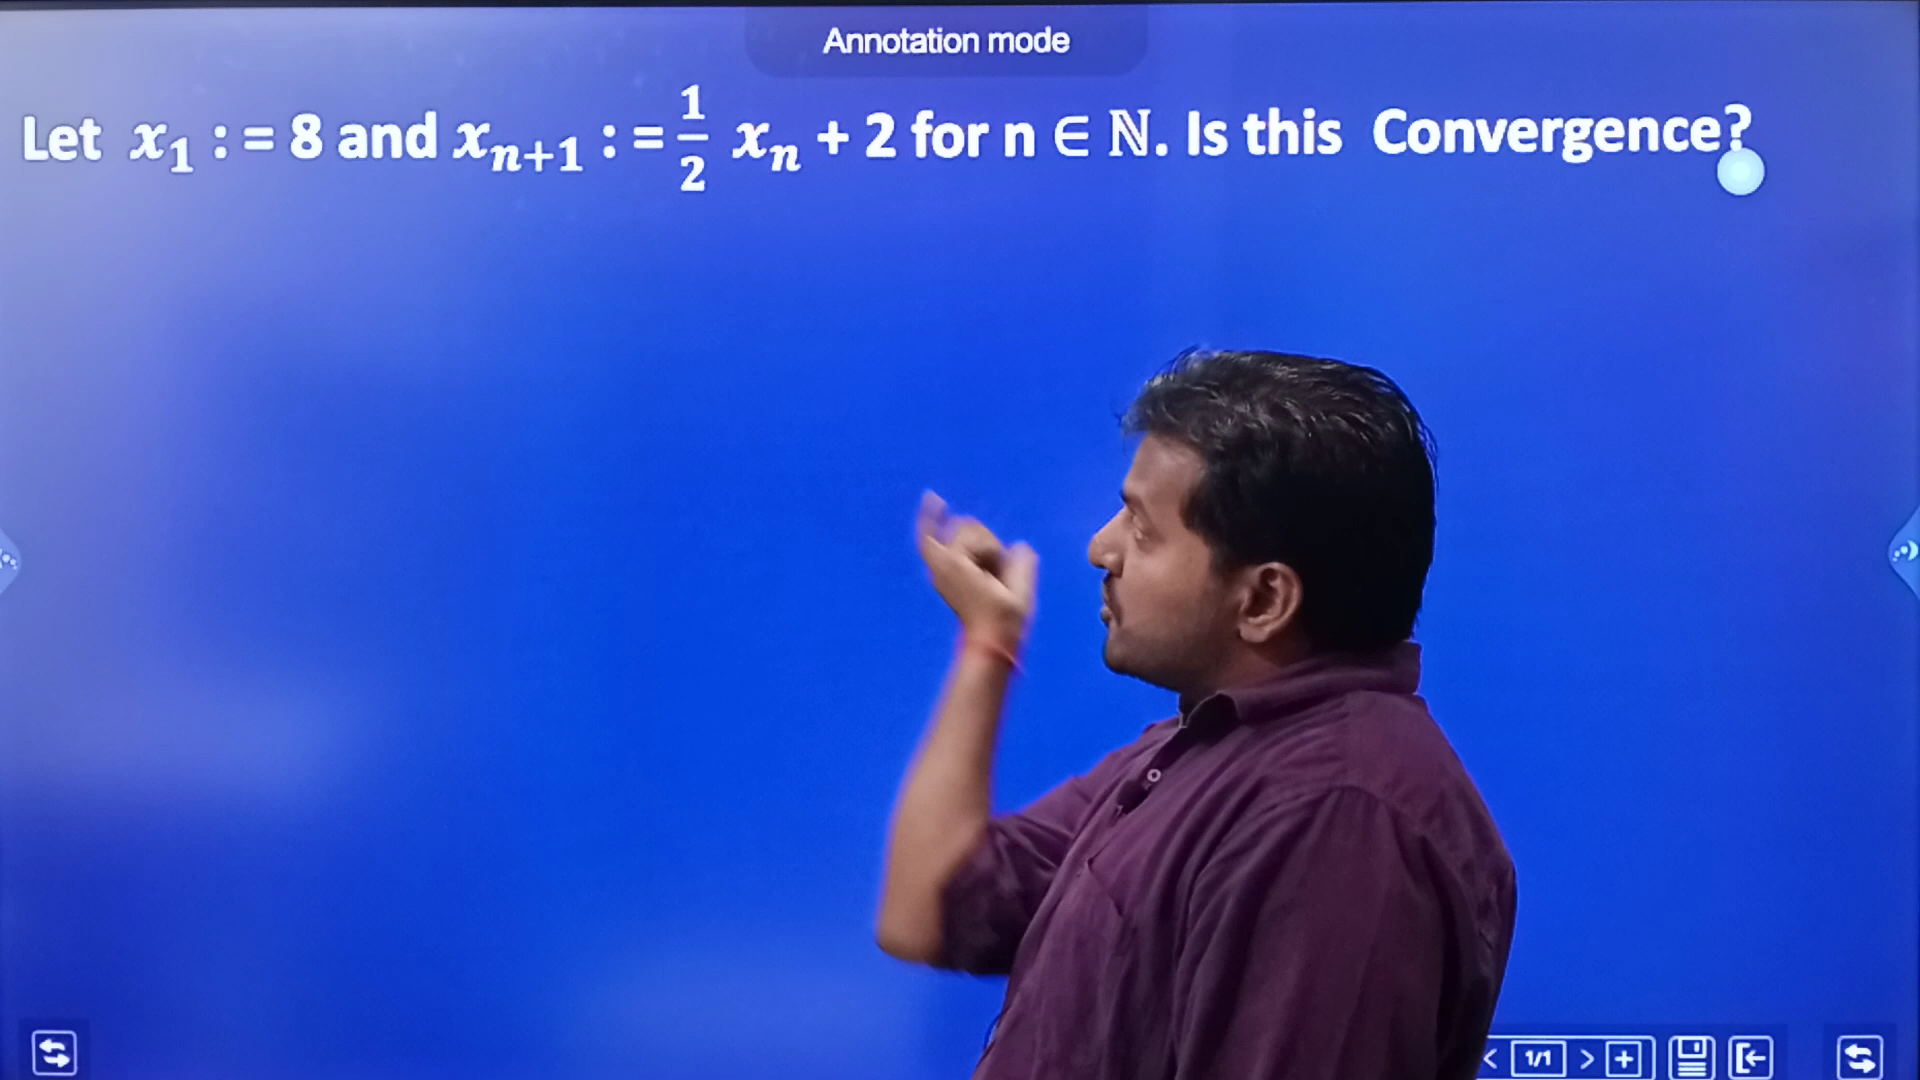 Annotation mode
Let x₁ := 8 and xₙ₊₁ := 1/2 xₙ + 2 for n ∈ ℕ. Is this Convergence?
1/1